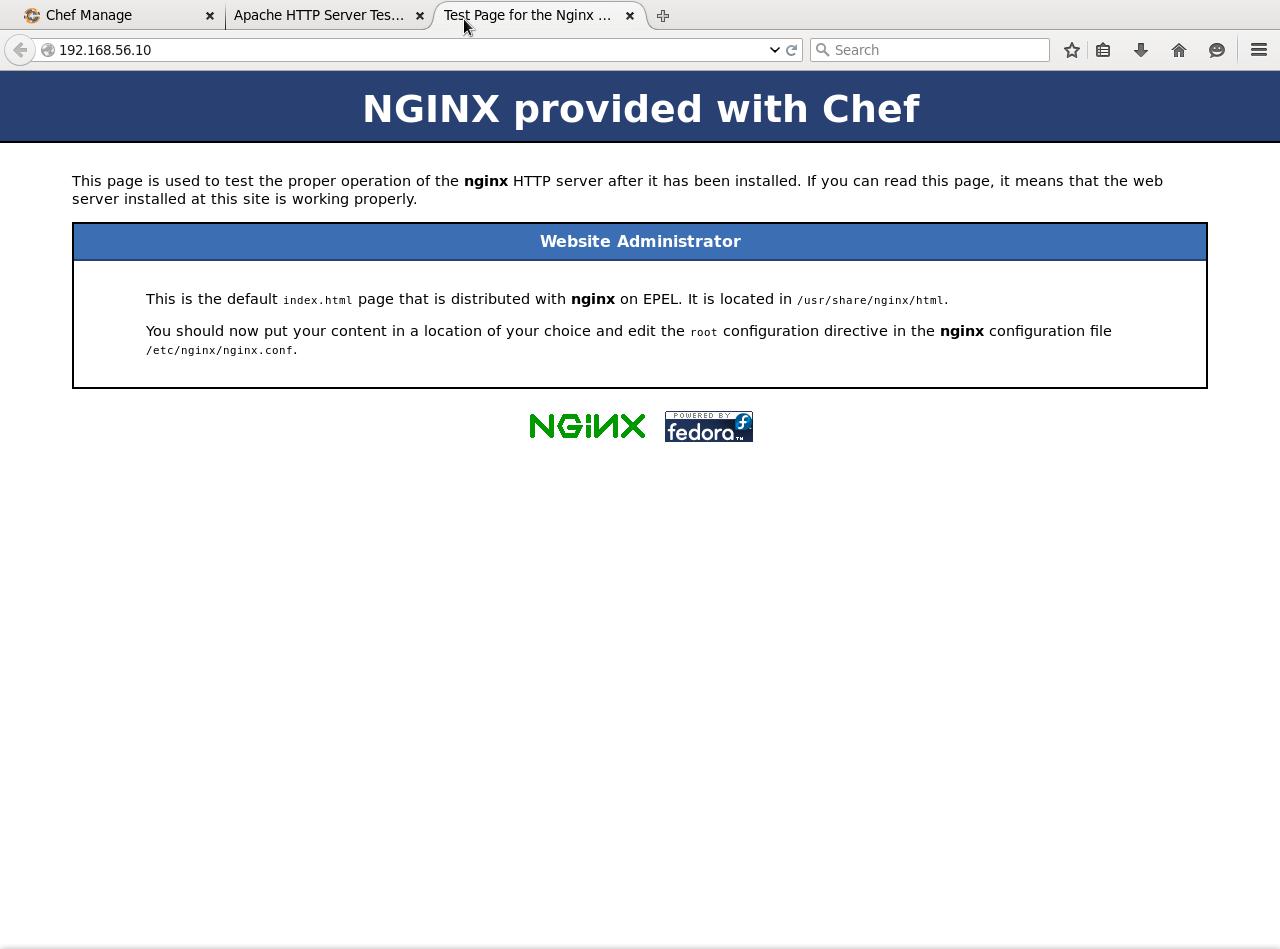 Chef Manage
Apache HTTP Server Tes...
Test Page for the Nginx ...
192.168.56.10
Search
NGINX provided with Chef
This page is used to test the proper operation of the nginx HTTP server after it has been installed. If you can read this page, it means that the web
server installed at this site is working properly.
Website Administrator
This is the default index.html page that is distributed with nginx on EPEL. It is located in /usr/share/nginx/html.
You should now put your content in a location of your choice and edit the root configuration directive in the nginx configuration file
/etc/nginx/nginx.conf.
NGiNX
POWERED BY
fedora™